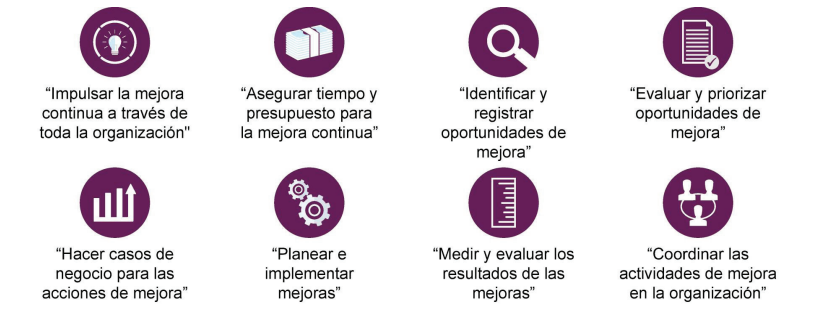 “Impulsar la mejora
continua a través de
toda la organización"
“Asegurar tiempo y
presupuesto para
la mejora continua”
“Identificar y
registrar
oportunidades de
mejora”
“Evaluar y priorizar
oportunidades de
mejora”
“Hacer casos de
negocio para las
acciones de mejora”
“Planear e
implementar
mejoras”
“Medir y evaluar los
resultados de las
mejoras”
“Coordinar las
actividades de mejora
en la organización”